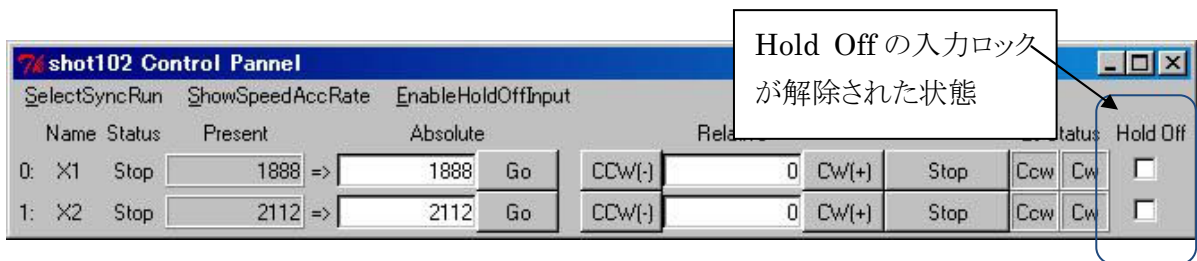 Hold Off の入力ロック
が解除された状態
shot102 Control Pannel
SelectSyncRun ShowSpeedAccRate EnableHoldOffInput
Name Status Present Absolute Hold Off
0: X1 Stop 1888 => 1888 Go CCW(-) 0 CW(+) Stop Ccw Cw
1: X2 Stop 2112 => 2112 Go CCW(-) 0 CW(+) Stop Ccw Cw